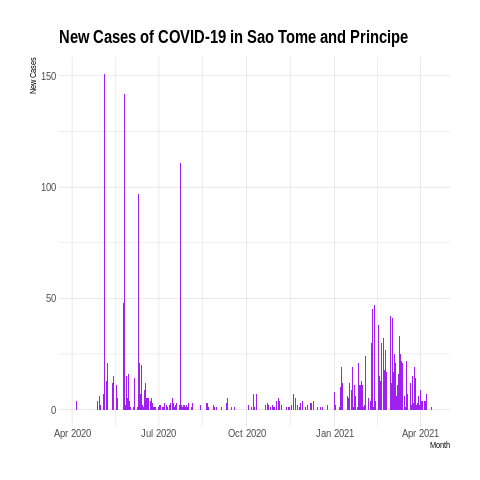 New Cases of COVID-19 in Sao Tome and Principe
New Cases
150
100
50
0
Apr 2020 Jul 2020 Oct 2020 Jan 2021 Apr 2021
Month